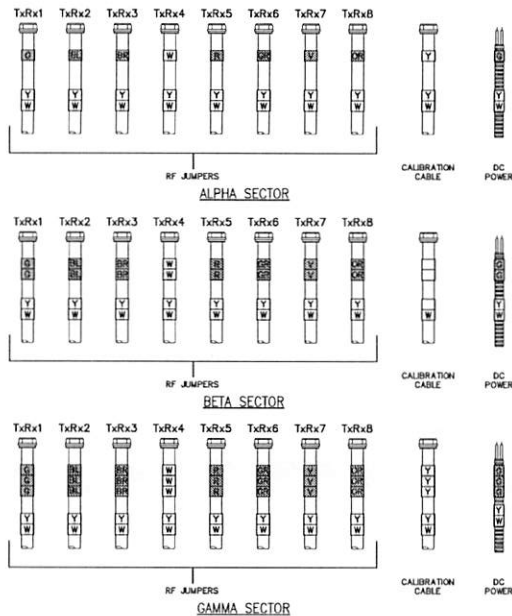 TxRx1 TxRx2 TxRx3 TxRx4 TxRx5 TxRx6 TxRx7 TxRx8
G BL BR W R GR V OR Y G
Y Y Y Y Y Y Y Y Y Y
W W W W W W W W W W
RF JUMPERS
CALIBRATION CABLE
DC POWER
ALPHA SECTOR
TxRx1 TxRx2 TxRx3 TxRx4 TxRx5 TxRx6 TxRx7 TxRx8
G BL BR W R GR V OR G
G BL BR W R GR V OR G
Y Y Y Y Y Y Y Y Y
W W W W W W W W W W
RF JUMPERS
CALIBRATION CABLE
DC POWER
BETA SECTOR
TxRx1 TxRx2 TxRx3 TxRx4 TxRx5 TxRx6 TxRx7 TxRx8
G BL BR W R GR V OR Y G
G BL BR W R GR V OR Y G
G BL BR W R GR V OR Y G
Y Y Y Y Y Y Y Y Y Y
W W W W W W W W W W
RF JUMPERS
CALIBRATION CABLE
DC POWER
GAMMA SECTOR